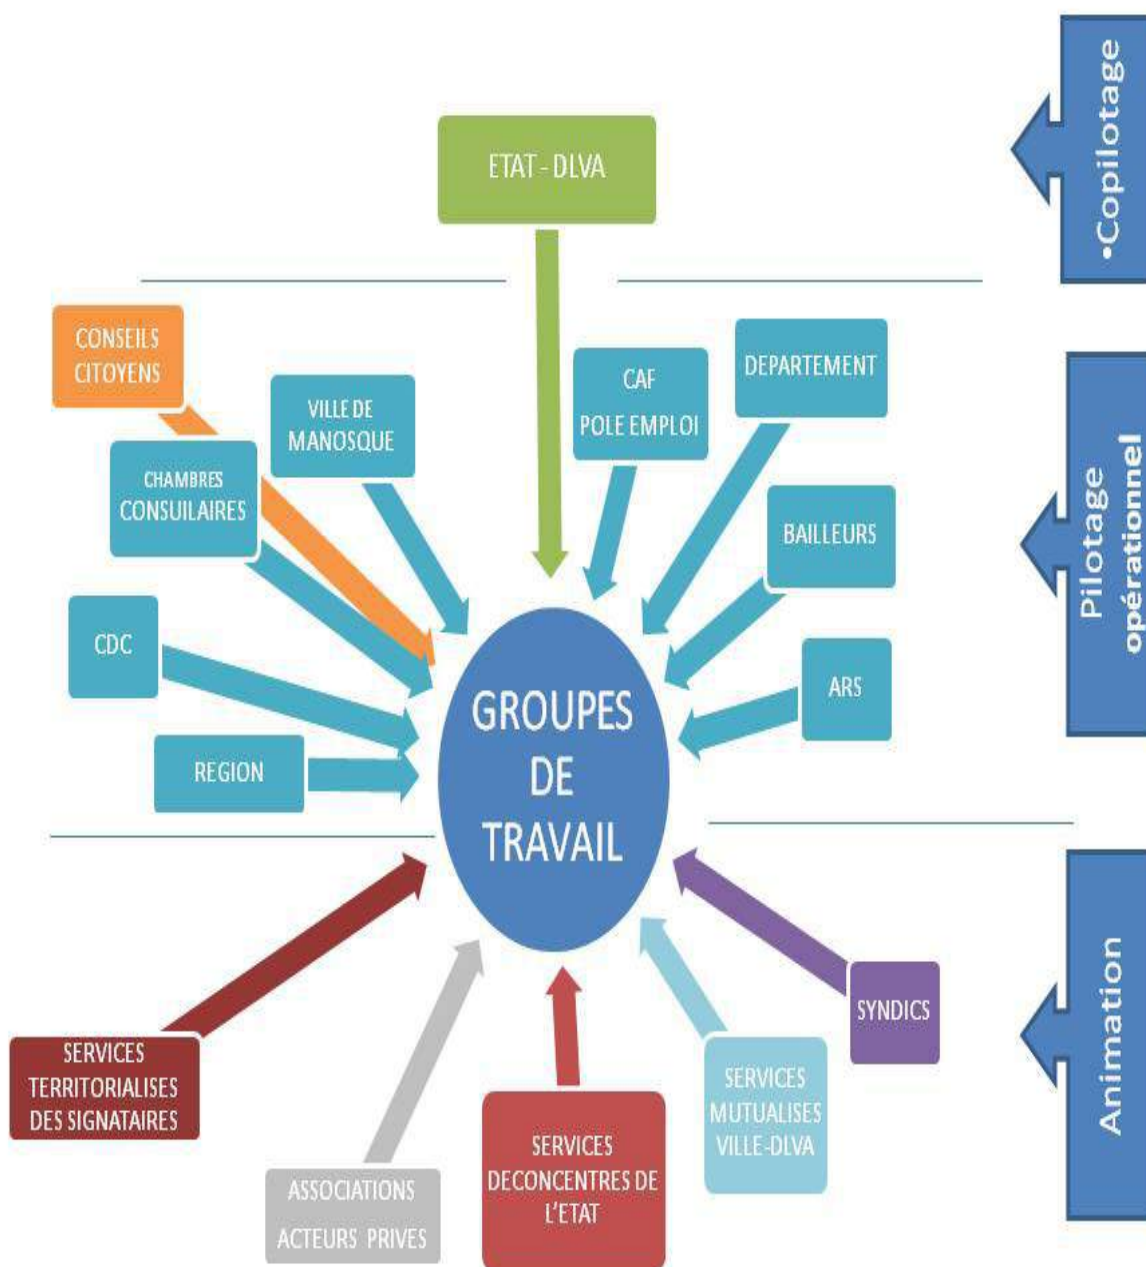 •Copilotage
ETAT - DLVA
CONSEILS
CITOYENS
VILLE DE
MANOSQUE
CAF
POLE EMPLOI
DEPARTEMENT
CHAMBRES
CONSUILAIRES
BAILLEURS
Pilotage
opérationnel
CDC
ARS
REGION
GROUPES
DE
TRAVAIL
SYNDICS
Animation
SERVICES
TERRITORIALISES
DES SIGNATAIRES
SERVICES
MUTUALISES
VILLE-DLVA
SERVICES
DECONCENTRES DE
L'ETAT
ASSOCIATIONS
ACTEURS PRIVES